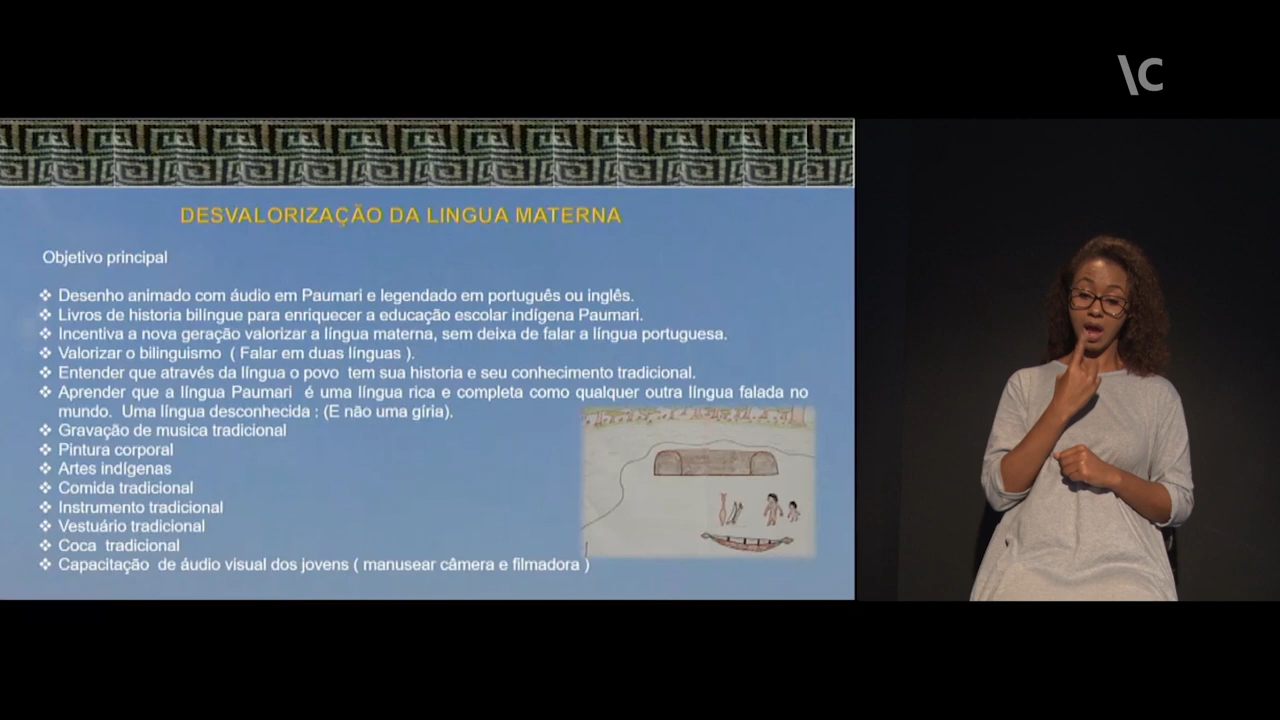 \C
DESVALORIZAÇÃO DA LINGUA MATERNA
Objetivo principal
❖ Desenho animado com áudio em Paumari e legendado em português ou inglês.
❖ Livros de historia bilíngue para enriquecer a educação escolar indígena Paumari.
❖ Incentiva a nova geração valorizar a língua materna, sem deixa de falar a língua portuguesa.
❖ Valorizar o bilinguismo ( Falar em duas línguas ).
❖ Entender que através da língua o povo tem sua historia e seu conhecimento tradicional.
❖ Aprender que a língua Paumari é uma língua rica e completa como qualquer outra língua falada no
mundo. Uma língua desconhecida : (E não uma gíria).
❖ Gravação de musica tradicional
❖ Pintura corporal
❖ Artes indígenas
❖ Comida tradicional
❖ Instrumento tradicional
❖ Vestuário tradicional
❖ Coca tradicional
❖ Capacitação de áudio visual dos jovens ( manusear câmera e filmadora )